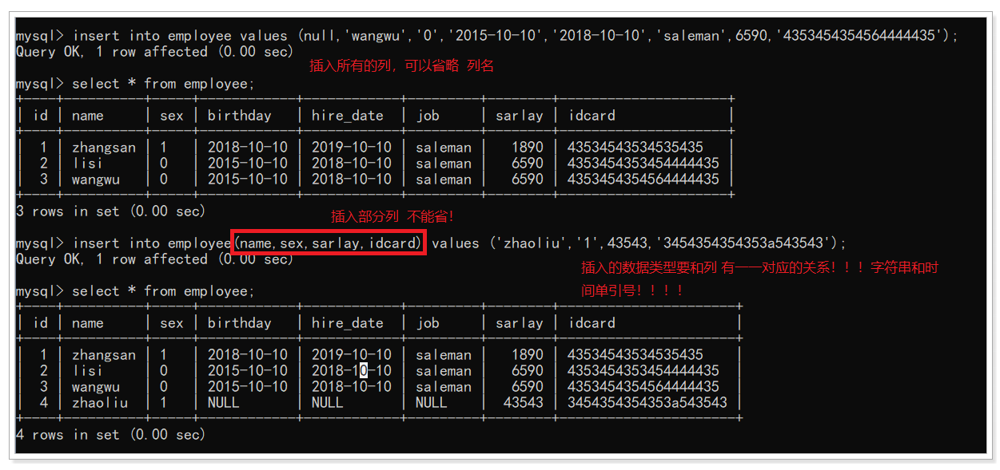 mysql> insert into employee values (null,'wangwu','0','2015-10-10','2018-10-10','saleman',6590,'4353454354564444435');
Query OK, 1 row affected (0.00 sec)
插入所有的列，可以省略 列名
mysql> select * from employee;
+----+----------+-----+------------+------------+---------+--------+---------------------+
| id | name | sex | birthday | hire_date | job | sarlay | idcard |
+----+----------+-----+------------+------------+---------+--------+---------------------+
| 1 | zhangsan | 1 | 2018-10-10 | 2019-10-10 | saleman | 1890 | 43534543534535435 |
| 2 | lisi | 0 | 2015-10-10 | 2018-10-10 | saleman | 6590 | 4353454353454444435 |
| 3 | wangwu | 0 | 2015-10-10 | 2018-10-10 | saleman | 6590 | 4353454354564444435 |
+----+----------+-----+------------+------------+---------+--------+---------------------+
3 rows in set (0.00 sec)
插入部分列 不能省！
mysql> insert into employee(name,sex,sarlay,idcard) values ('zhaoliu','1',43543,'3454354354353a543543');
Query OK, 1 row affected (0.00 sec)
插入的数据类型要和列 有一一对应的关系！！！字符串和时
间单引号！！！！
mysql> select * from employee;
+----+----------+-----+------------+------------+---------+--------+----------------------+
| id | name | sex | birthday | hire_date | job | sarlay | idcard |
+----+----------+-----+------------+------------+---------+--------+----------------------+
| 1 | zhangsan | 1 | 2018-10-10 | 2019-10-10 | saleman | 1890 | 43534543534535435 |
| 2 | lisi | 0 | 2015-10-10 | 2018-10-10 | saleman | 6590 | 4353454353454444435 |
| 3 | wangwu | 0 | 2015-10-10 | 2018-10-10 | saleman | 6590 | 4353454354564444435 |
| 4 | zhaoliu | 1 | NULL | NULL | NULL | 43543 | 3454354354353a543543 |
+----+----------+-----+------------+------------+---------+--------+----------------------+
4 rows in set (0.00 sec)